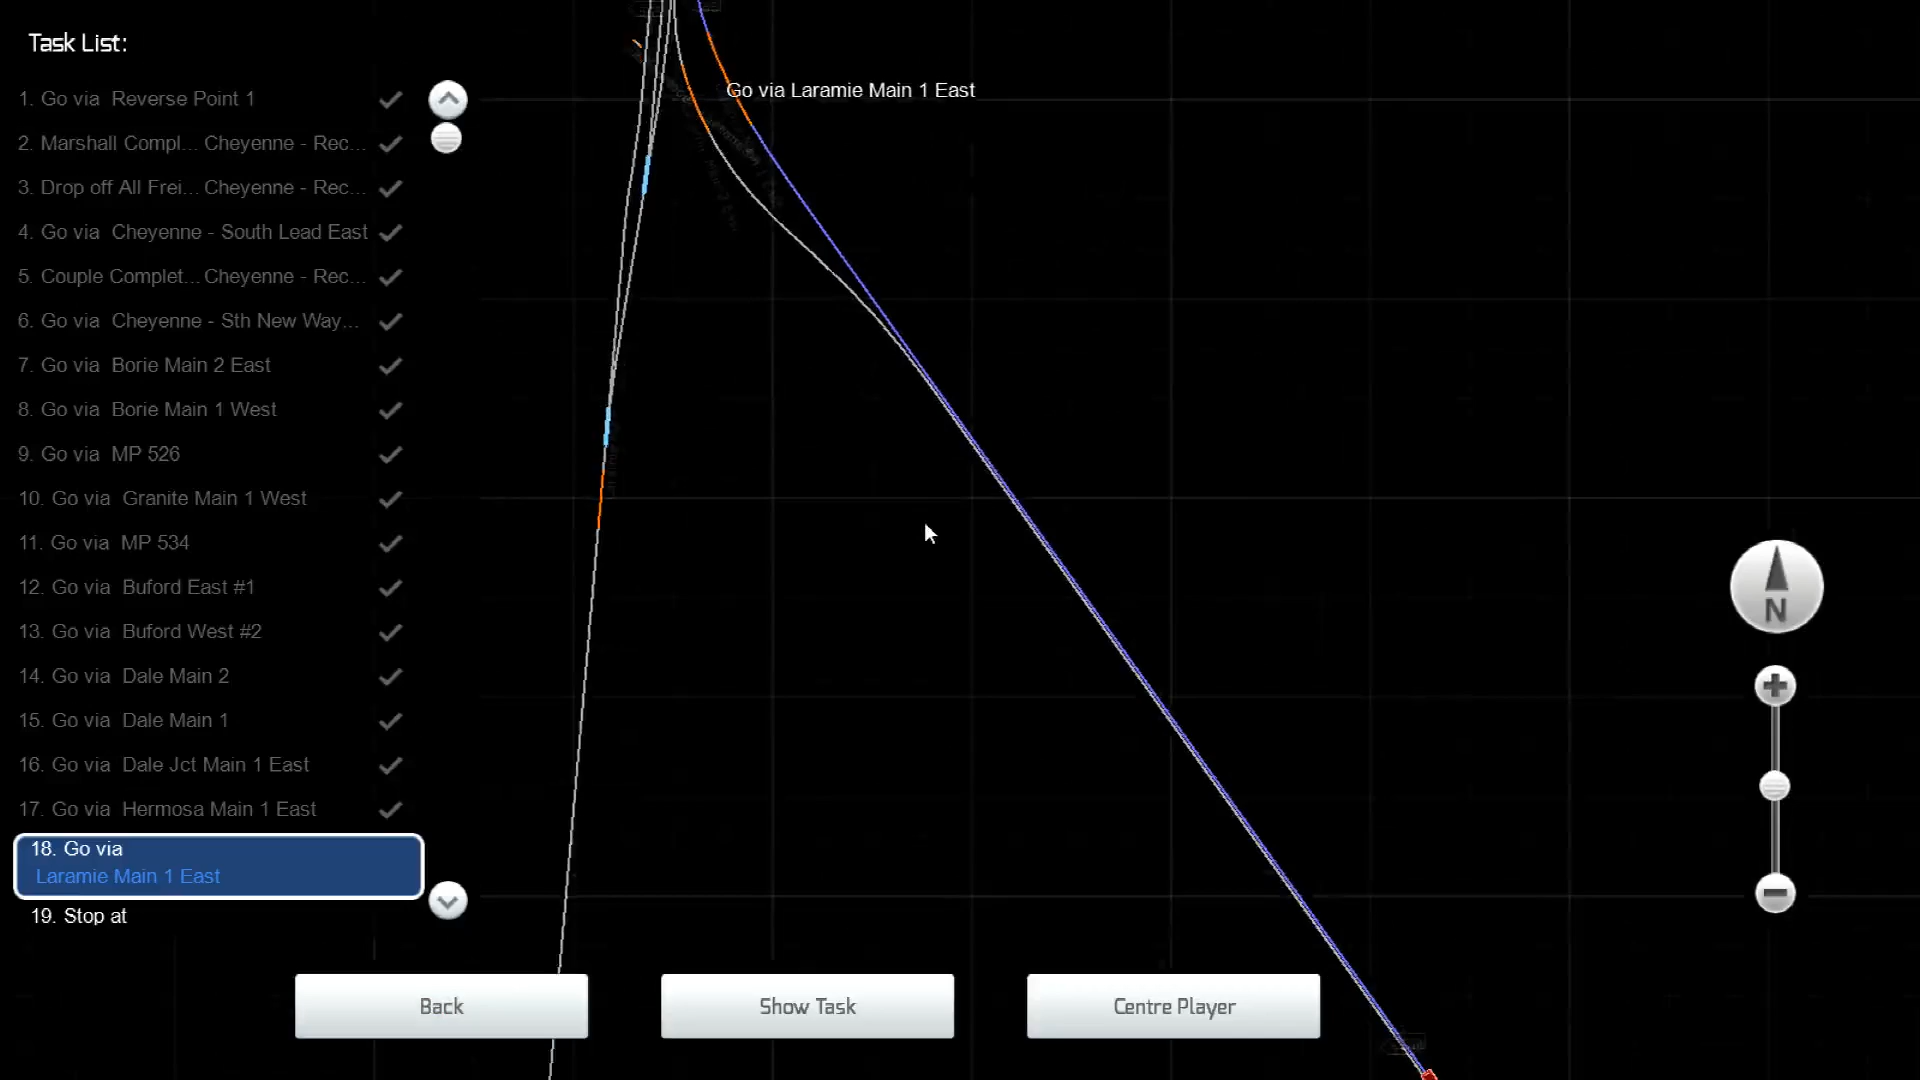 Task List:
1. Go via Reverse Point 1
2. Marshall Compl... Cheyenne - Rec...
3. Drop off All Frei... Cheyenne - Rec...
4. Go via Cheyenne - South Lead East
5. Couple Complet... Cheyenne - Rec...
6. Go via Cheyenne - Sth New Way...
7. Go via Borie Main 2 East
8. Go via Borie Main 1 West
9. Go via MP 526
10. Go via Granite Main 1 West
11. Go via MP 534
12. Go via Buford East #1
13. Go via Buford West #2
14. Go via Dale Main 2
15. Go via Dale Main 1
16. Go via Dale Jct Main 1 East
17. Go via Hermosa Main 1 East
18. Go via
Laramie Main 1 East
19. Stop at
Go via Laramie Main 1 East
N
Back
Show Task
Centre Player